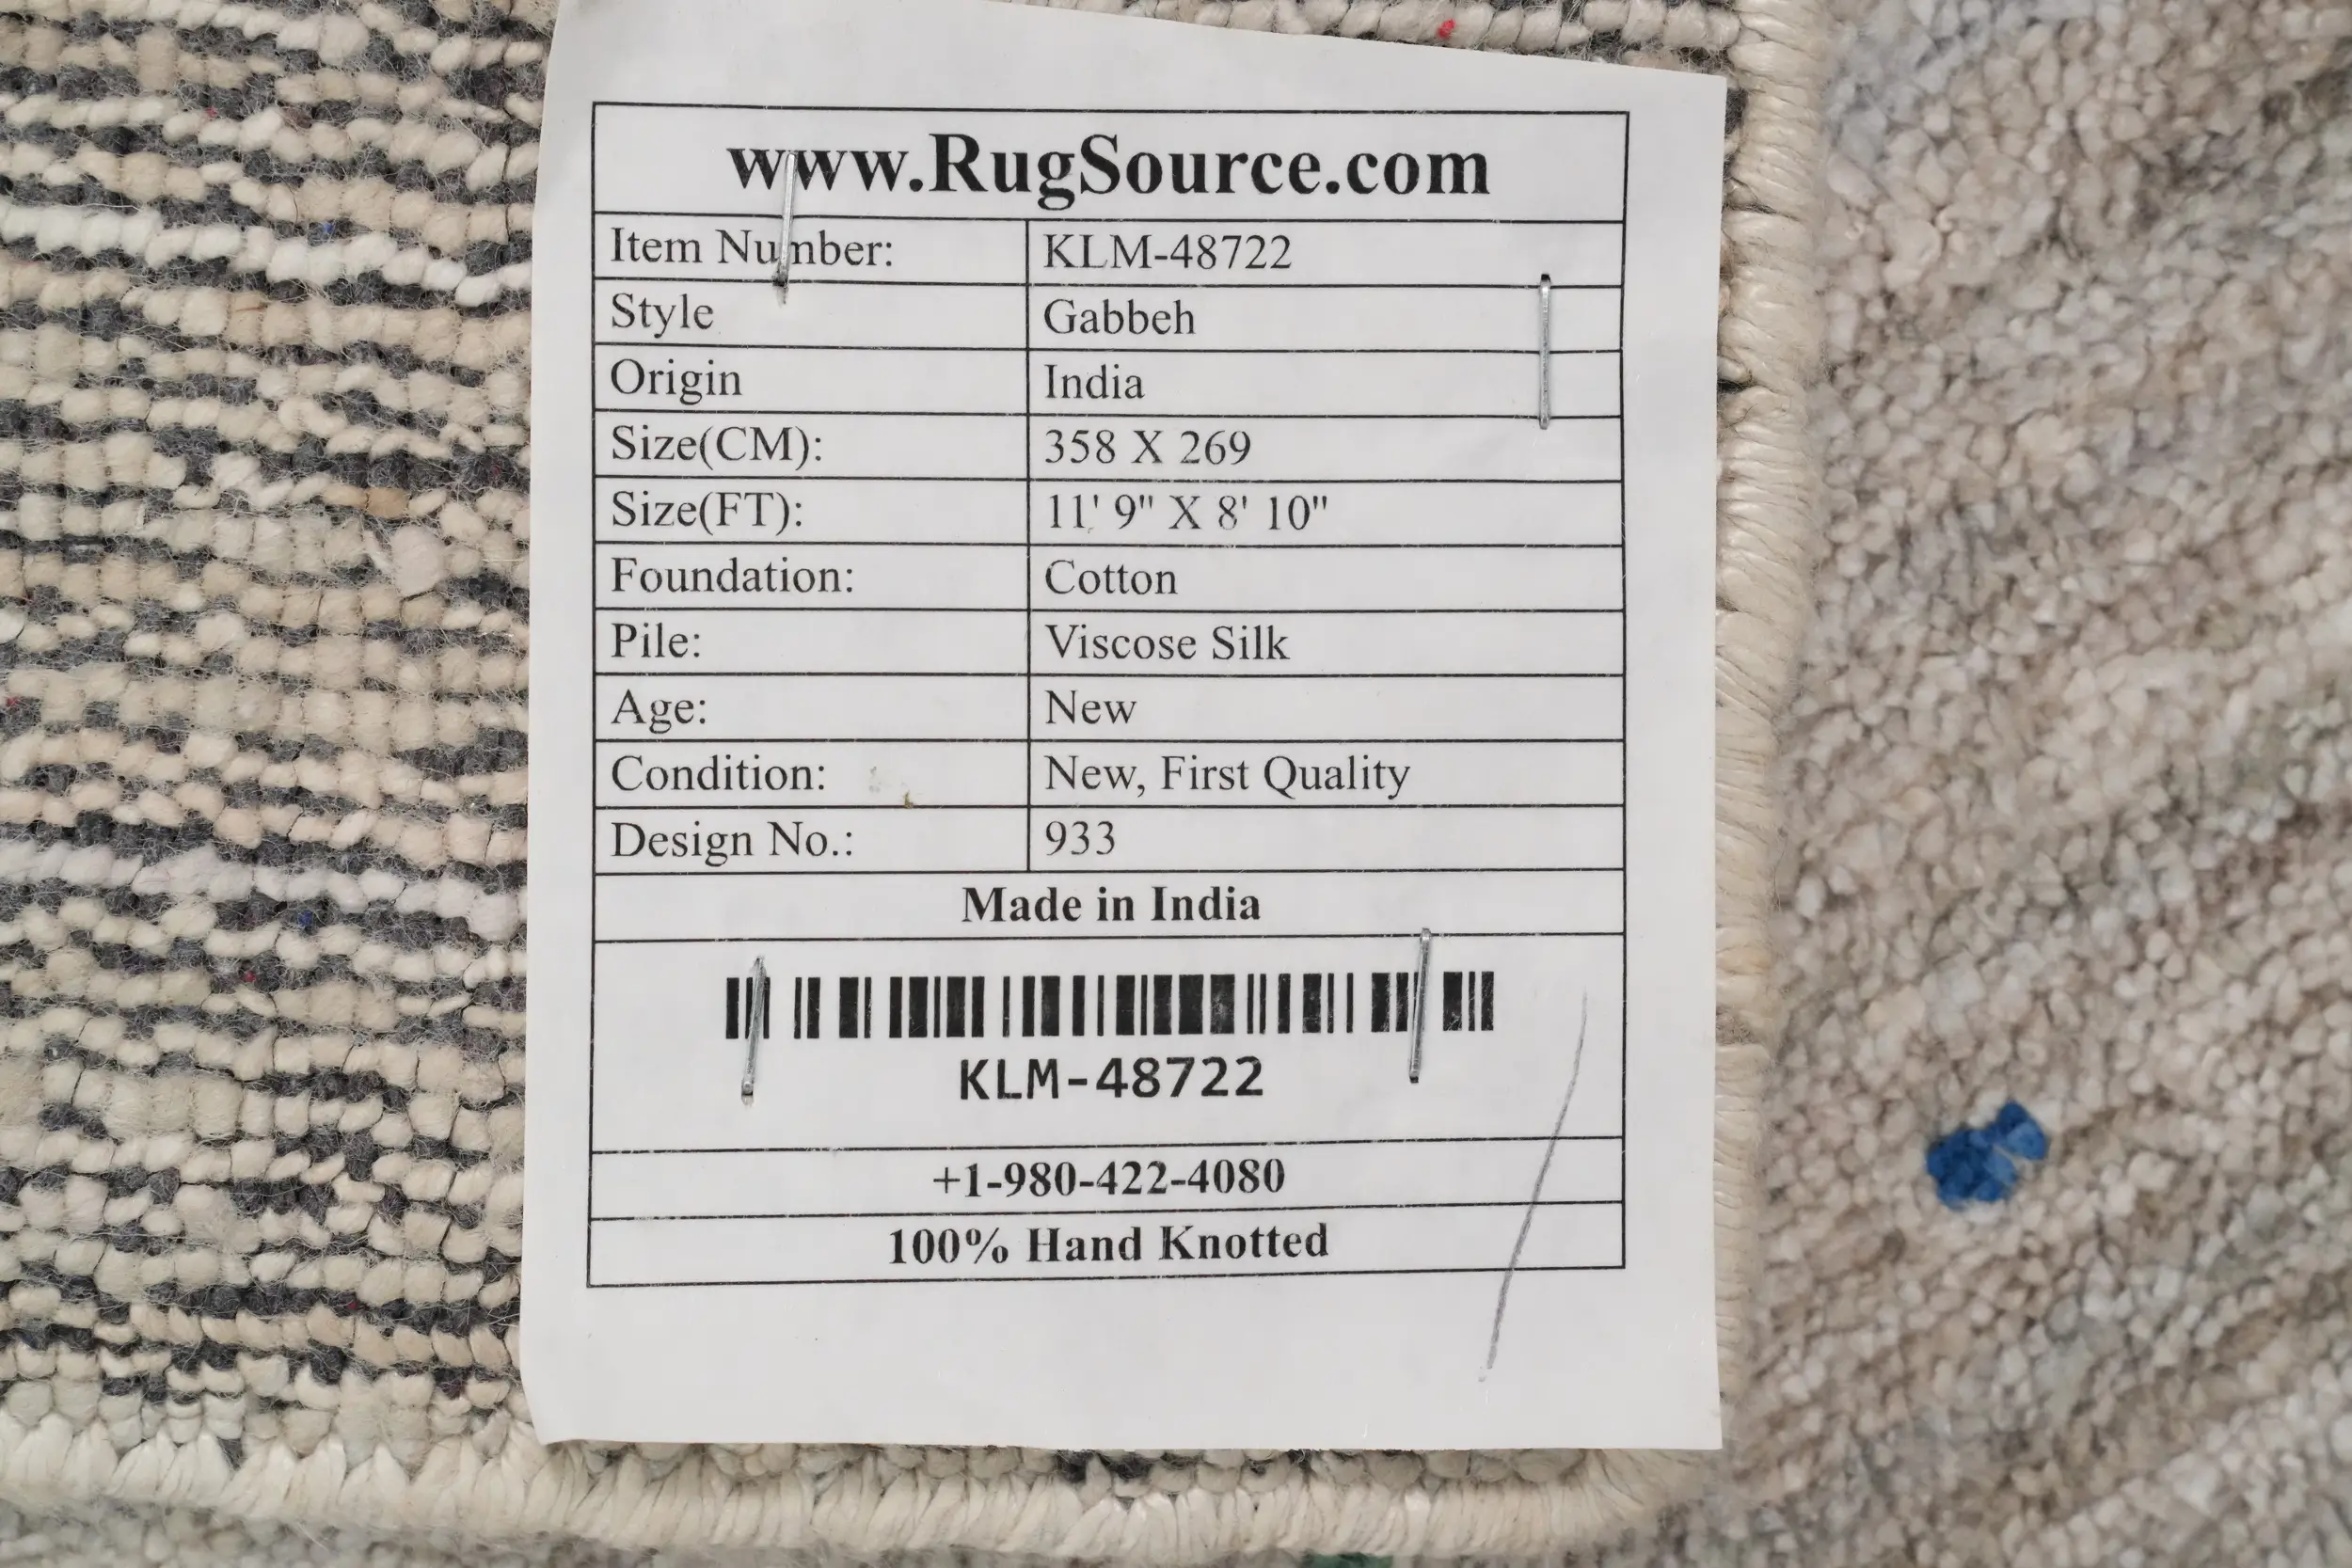 www.RugSource.com
Item Number: KLM-48722
Style Gabbeh
Origin India
Size(CM): 358 X 269
Size(FT): 11' 9" X 8' 10"
Foundation: Cotton
Pile: Viscose Silk
Age: New
Condition: New, First Quality
Design No.: 933
Made in India
KLM-48722
+1-980-422-4080
100% Hand Knotted